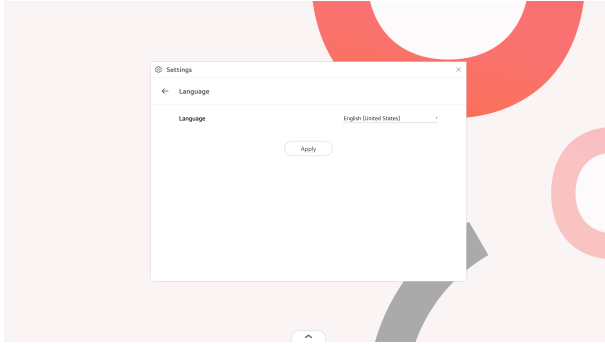 Settings
Language
Language
English (United States)
Apply